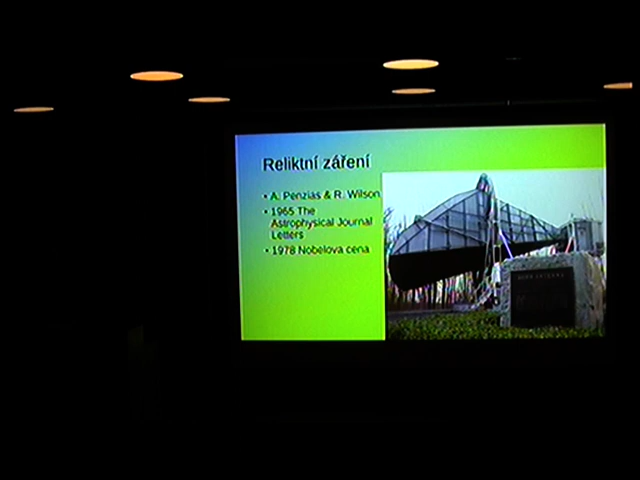 Reliktní záření
• A. Penzias & R. Wilson
• 1965 The
Astrophysical Journal
Letters
• 1978 Nobelova cena